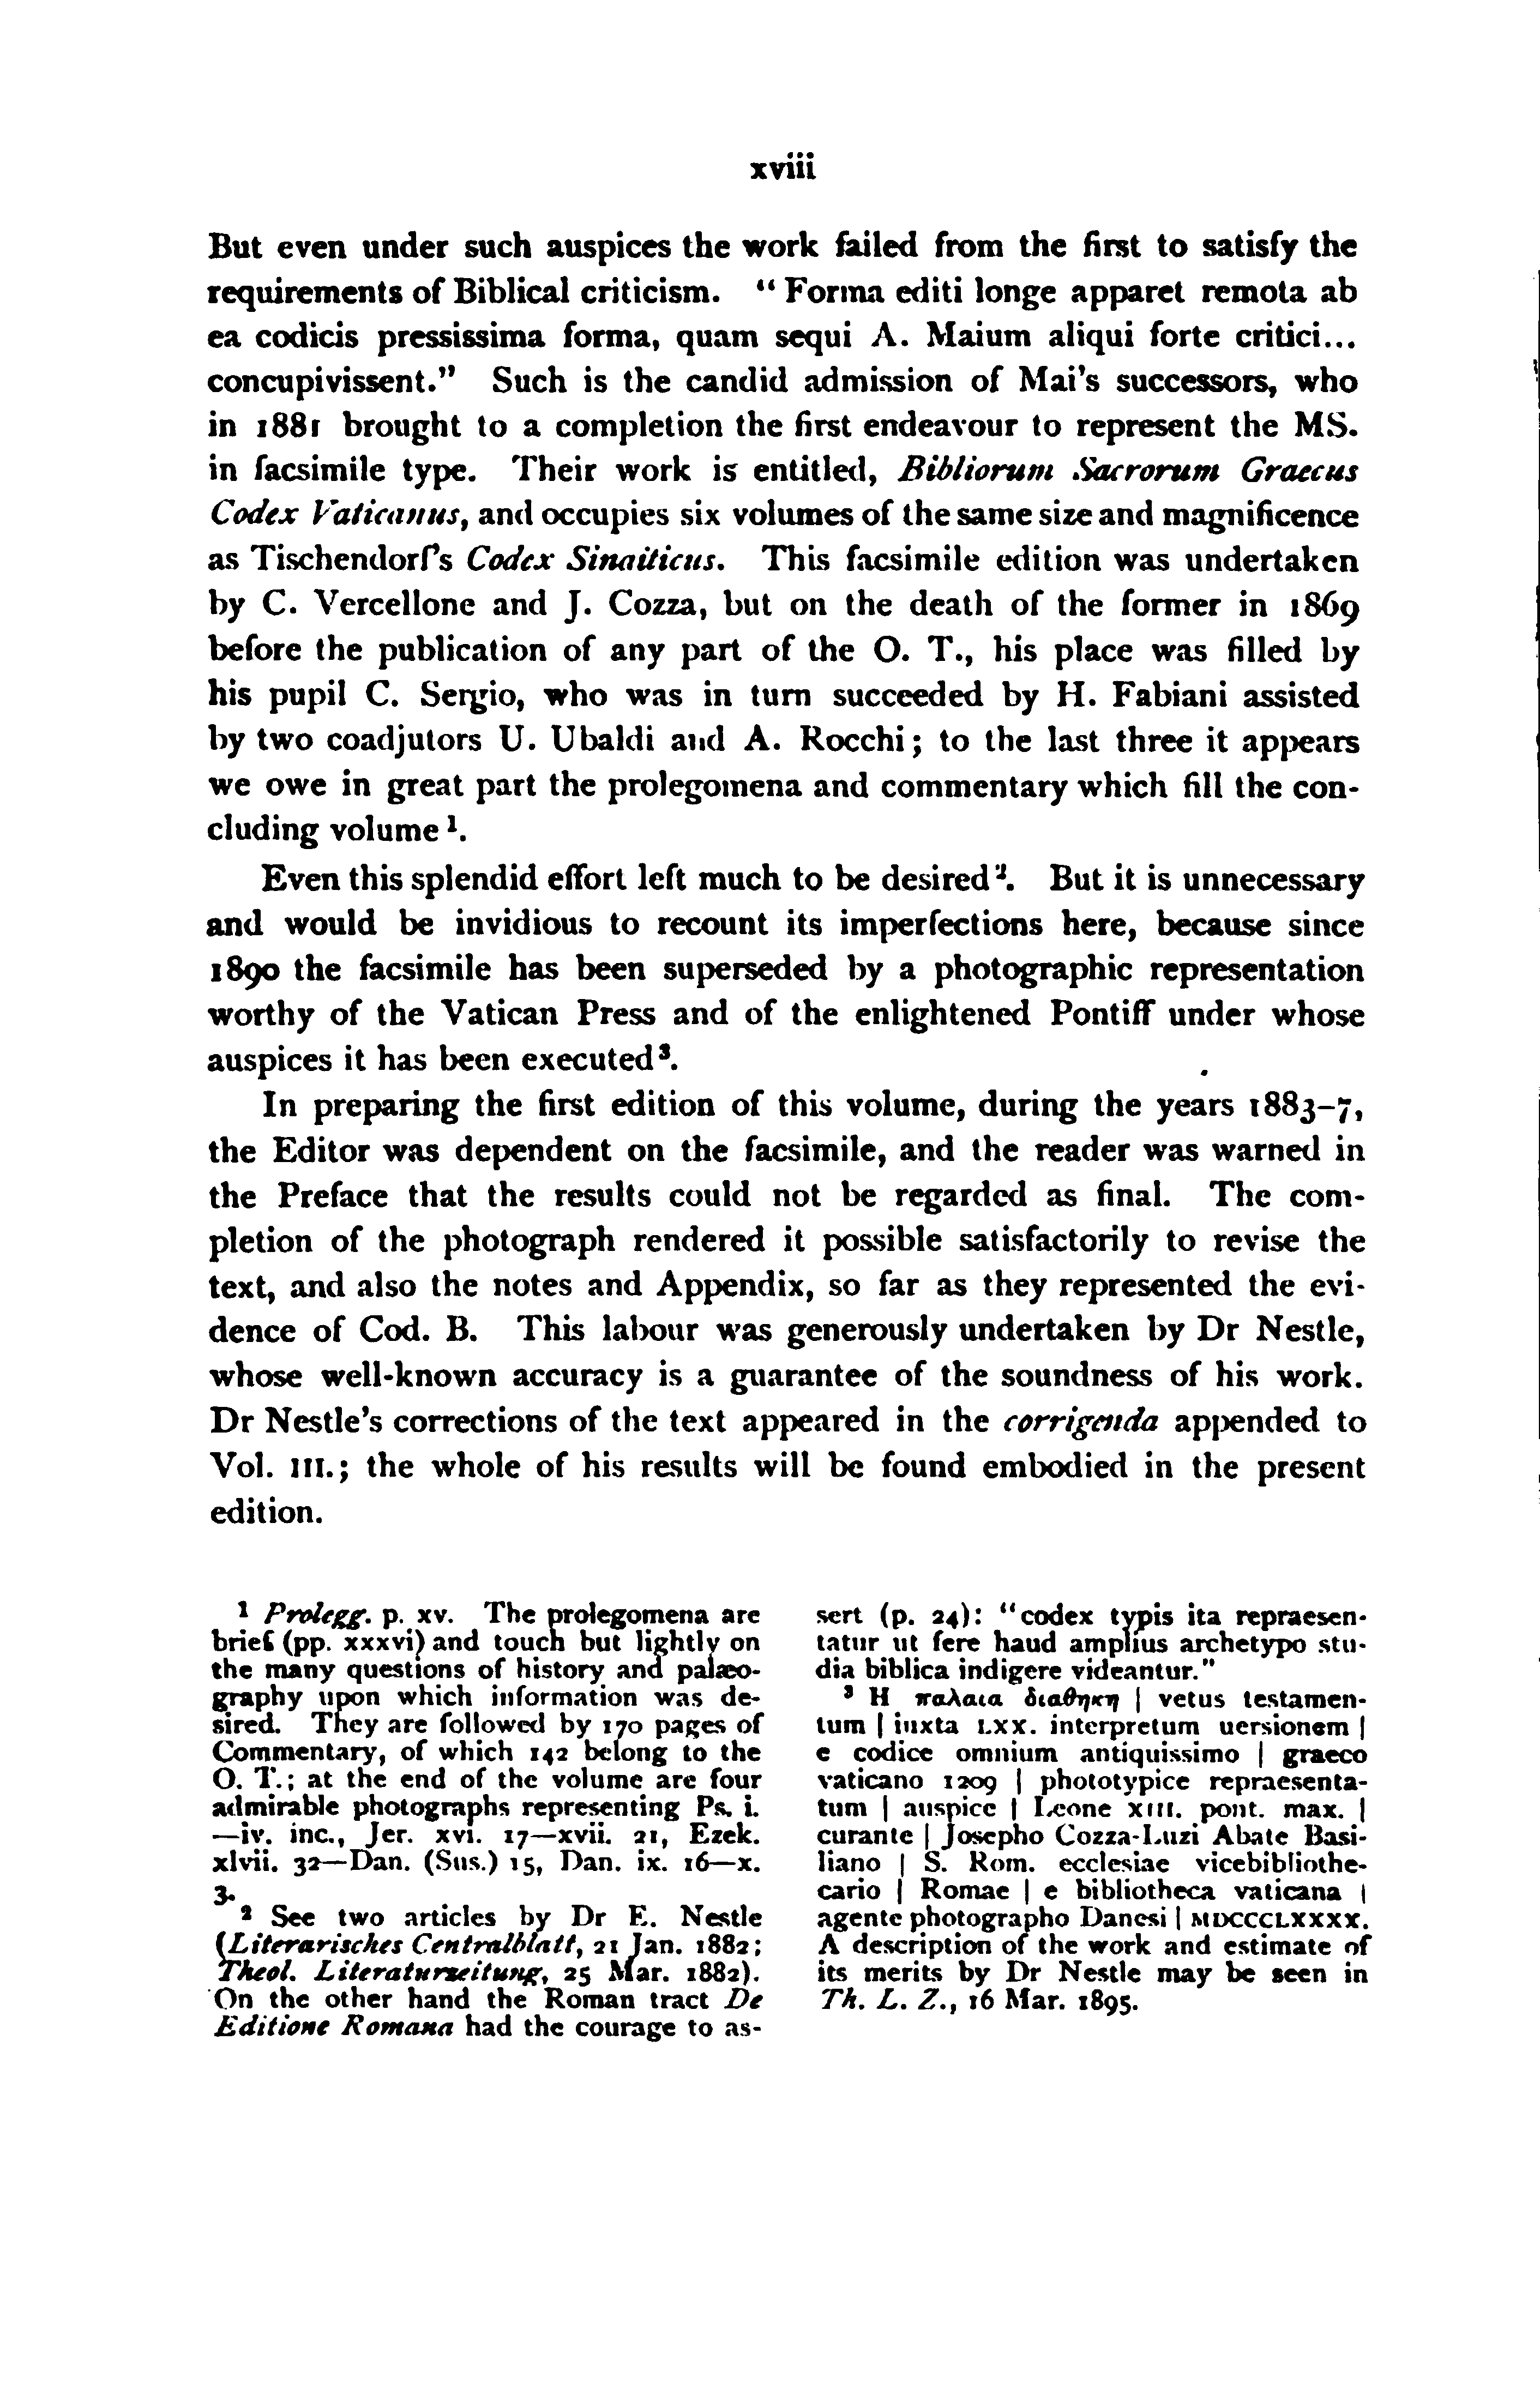 xviii
But even under such auspices the work failed from the first to satisfy the
requirements of Biblical criticism. “Forma editi longe apparet remota ab
ea codicis pressissima forma, quam sequi A. Maium aliqui forte critici...
concupivissent.” Such is the candid admission of Mai's successors, who
in 1881 brought to a completion the first endeavour to represent the MS.
in facsimile type. Their work is entitled, Bibliorum Sacrorum Graecus
Codex Vaticanus, and occupies six volumes of the same size and magnificence
as Tischendorf's Codex Sinaiticus. This facsimile edition was undertaken
by C. Vercellone and J. Cozza, but on the death of the former in 1869
before the publication of any part of the O. T., his place was filled by
his pupil C. Sergio, who was in turn succeeded by H. Fabiani assisted
by two coadjutors U. Ubaldi and A. Rocchi; to the last three it appears
we owe in great part the prolegomena and commentary which fill the con-
cluding volume¹.
Even this splendid effort left much to be desired². But it is unnecessary
and would be invidious to recount its imperfections here, because since
1890 the facsimile has been superseded by a photographic representation
worthy of the Vatican Press and of the enlightened Pontiff under whose
auspices it has been executed³.
In preparing the first edition of this volume, during the years 1883–7,
the Editor was dependent on the facsimile, and the reader was warned in
the Preface that the results could not be regarded as final. The com-
pletion of the photograph rendered it possible satisfactorily to revise the
text, and also the notes and Appendix, so far as they represented the evi-
dence of Cod. B. This labour was generously undertaken by Dr Nestle,
whose well-known accuracy is a guarantee of the soundness of his work.
Dr Nestle's corrections of the text appeared in the corrigenda appended to
Vol. III.; the whole of his results will be found embodied in the present
edition.
¹ Prolegg. p. xv. The prolegomena are
brief (pp. xxxvi) and touch but lightly on
the many questions of history and palæo-
graphy upon which information was de-
sired. They are followed by 170 pages of
Commentary, of which 142 belong to the
O. T.; at the end of the volume are four
admirable photographs representing Ps. i.
—iv. inc., Jer. xvi. 17—xvii. 21, Ezek.
xlvii. 32—Dan. (Sus.) 15, Dan. ix. 16—x.
3.
² See two articles by Dr E. Nestle
(Literarisches Centralblatt, 21 Jan. 1882;
Theol. Literaturzeitung, 25 Mar. 1882).
On the other hand the Roman tract De
Editione Romana had the courage to as-
sert (p. 24): “codex typis ita repraesen-
tatur ut fere haud amplius archetypo stu-
dia biblica indigere videantur.”
³ Η παλαια διαθηκη | vetus testamen-
tum | iuxta LXX. interpretum uersionem |
e codice omnium antiquissimo | graeco
vaticano 1209 | phototypice repraesenta-
tum | auspice | Leone XIII. pont. max. |
curante | Josepho Cozza-Luzi Abate Basi-
liano | S. Rom. ecclesiae vicebibliothe-
cario | Romae | e bibliotheca vaticana |
agente photographo Danesi | MDCCCLXXXX.
A description of the work and estimate of
its merits by Dr Nestle may be seen in
Th. L. Z., 16 Mar. 1895.